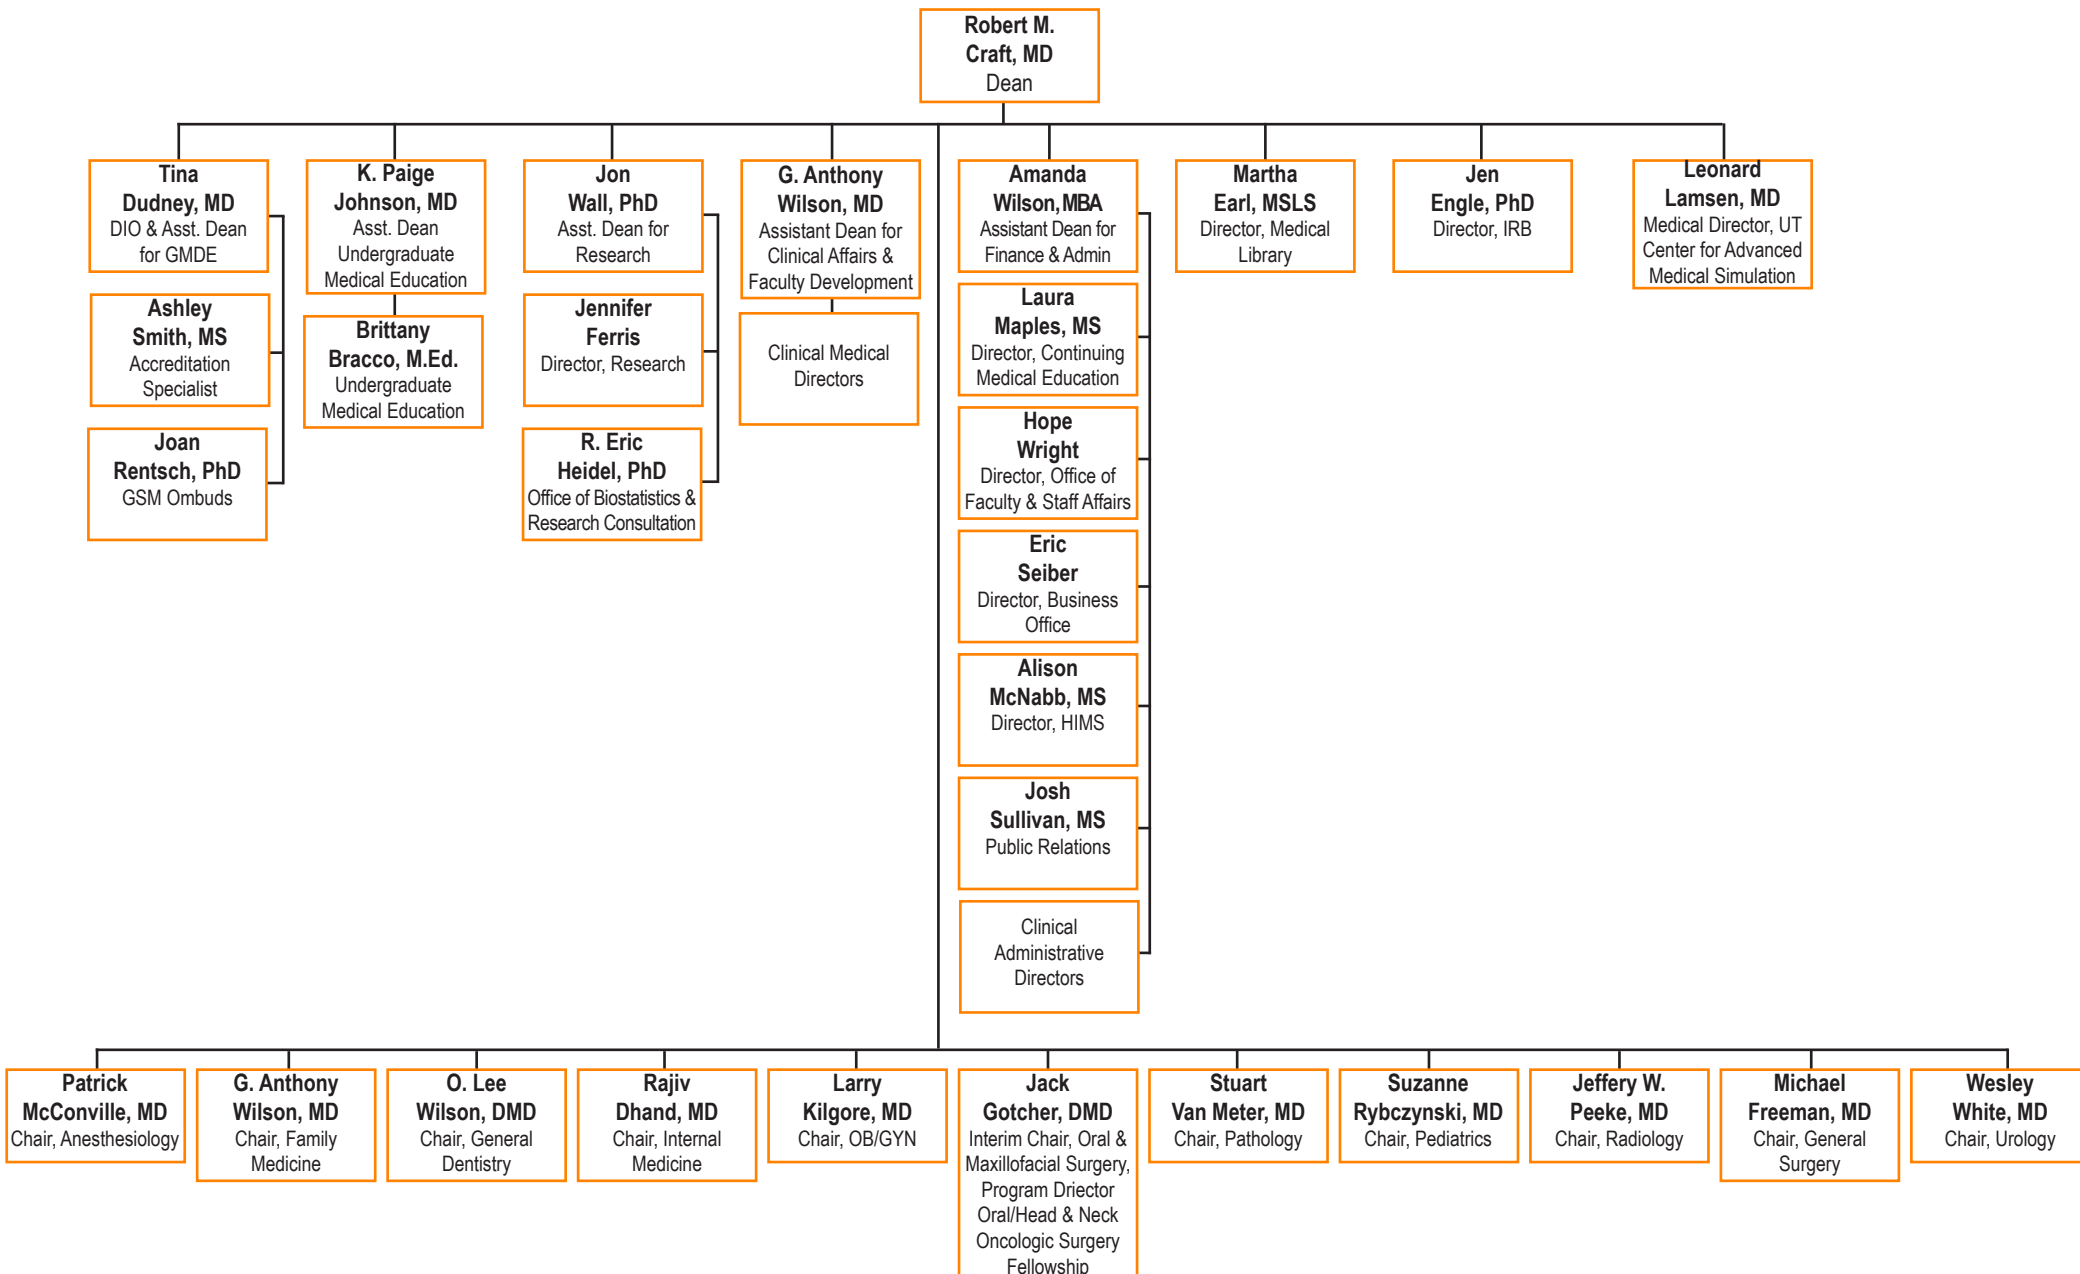 Robert M.
Craft, MD
Dean
Tina
Dudney, MD
DIO & Asst. Dean
for GMDE
K. Paige
Johnson, MD
Asst. Dean
Undergraduate
Medical Education
Jon
Wall, PhD
Asst. Dean for
Research
G. Anthony
Wilson, MD
Assistant Dean for
Clinical Affairs &
Faculty Development
Amanda
Wilson, MBA
Assistant Dean for
Finance & Admin
Martha
Earl, MSLS
Director, Medical
Library
Jen
Engle, PhD
Director, IRB
Leonard
Lamsen, MD
Medical Director, UT
Center for Advanced
Medical Simulation
Ashley
Smith, MS
Accreditation
Specialist
Joan
Rentsch, PhD
GSM Ombuds
Brittany
Bracco, M.Ed.
Undergraduate
Medical Education
Jennifer
Ferris
Director, Research
R. Eric
Heidel, PhD
Office of Biostatistics &
Research Consultation
Clinical Medical
Directors
Laura
Maples, MS
Director, Continuing
Medical Education
Hope
Wright
Director, Office of
Faculty & Staff Affairs
Eric
Seiber
Director, Business
Office
Alison
McNabb, MS
Director, HIMS
Josh
Sullivan, MS
Public Relations
Clinical
Administrative
Directors
Patrick
McConville, MD
Chair, Anesthesiology
G. Anthony
Wilson, MD
Chair, Family
Medicine
O. Lee
Wilson, DMD
Chair, General
Dentistry
Rajiv
Dhand, MD
Chair, Internal
Medicine
Larry
Kilgore, MD
Chair, OB/GYN
Jack
Gotcher, DMD
Interim Chair, Oral &
Maxillofacial Surgery,
Program Driector
Oral/Head & Neck
Oncologic Surgery
Fellowship
Stuart
Van Meter, MD
Chair, Pathology
Suzanne
Rybczynski, MD
Chair, Pediatrics
Jeffery W.
Peeke, MD
Chair, Radiology
Michael
Freeman, MD
Chair, General
Surgery
Wesley
White, MD
Chair, Urology